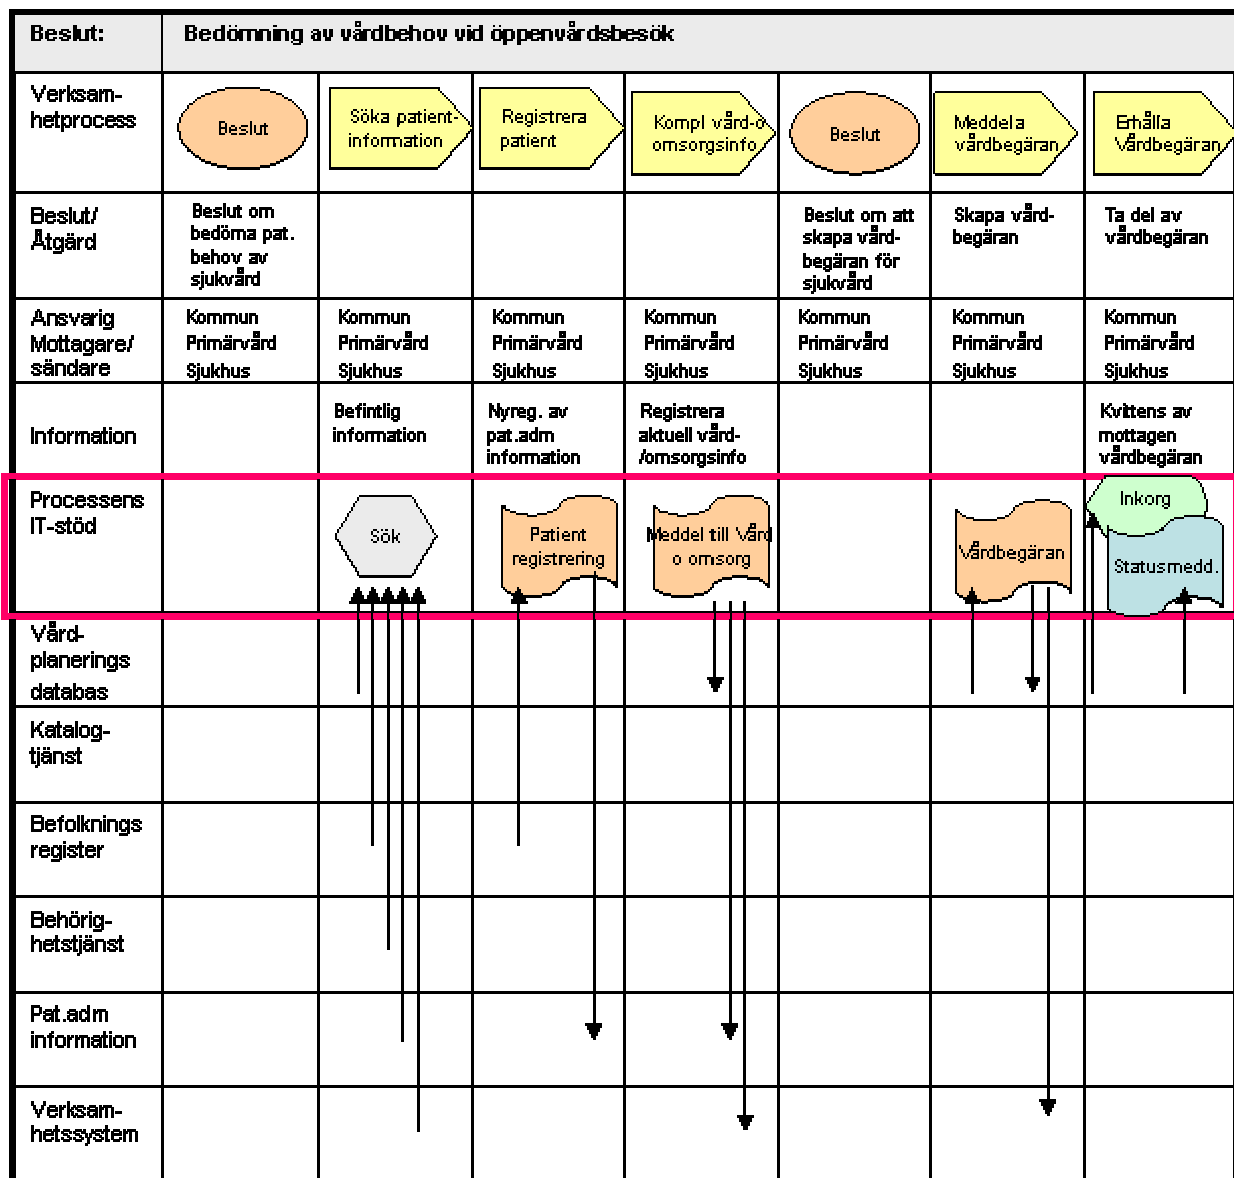 Beslut:
Bedömning av vårdbehov vid öppenvårdsbesök
Verksam-
hetprocess
Beslut
Söka patient-
information
Registrera
patient
Kompl vård-o
omsorgsinfo
Beslut
Meddela
vårdbegäran
Erhålla
Vårdbegäran
Beslut/
Åtgärd
Beslut om
bedöma pat.
behov av
sjukvård
Beslut om att
skapa vård-
begäran för
sjukvård
Skapa vård-
begäran
Ta del av
vårdbegäran
Ansvarig
Mottagare/
sändare
Kommun
Primärvård
Sjukhus
Kommun
Primärvård
Sjukhus
Kommun
Primärvård
Sjukhus
Kommun
Primärvård
Sjukhus
Kommun
Primärvård
Sjukhus
Kommun
Primärvård
Sjukhus
Kommun
Primärvård
Sjukhus
Information
Befintlig
information
Nyreg. av
pat.adm
information
Registrera
aktuell vård-
/omsorgsinfo
Kvittens av
mottagen
vårdbegäran
Processens
IT-stöd
Sök
Patient
registrering
Meddel till Vård
o omsorg
Vårdbegäran
Inkorg
Statusmedd.
Vård-
planerings
databas
Katalog-
tjänst
Befolknings
register
Behörig-
hetstjänst
Pat.adm
information
Verksam-
hetssystem